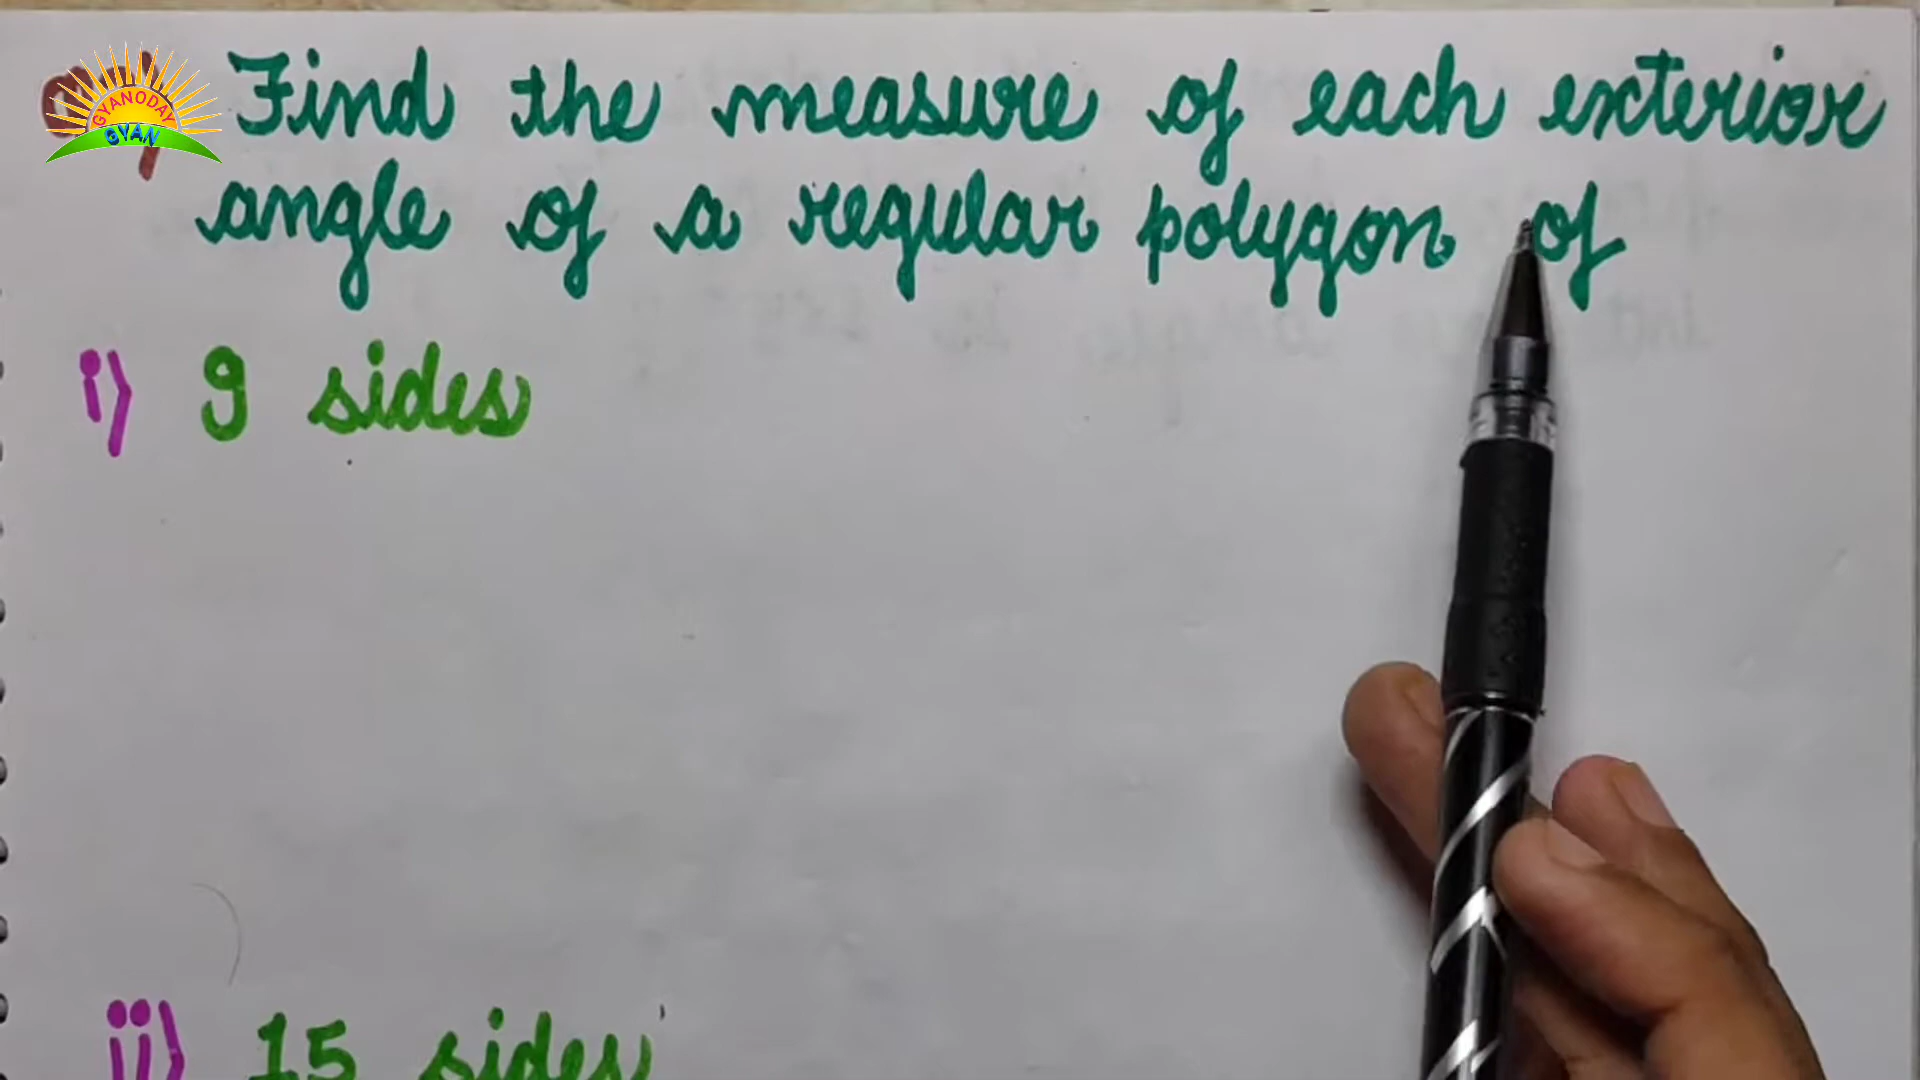 GYANODAY
GYAN
Find the measure of each exterior
angle of a regular polygon of
i) 9 sides
ii) 15 sides